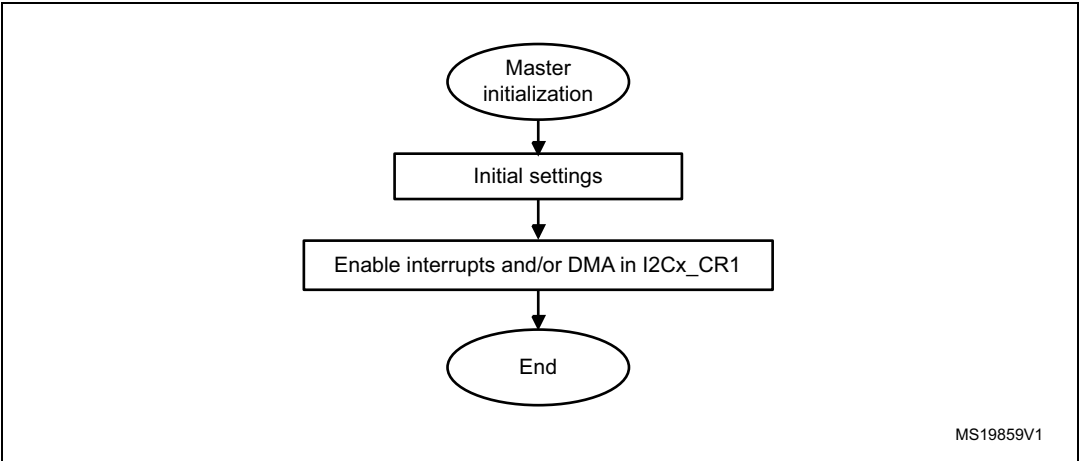 Master
initialization
Initial settings
Enable interrupts and/or DMA in I2Cx_CR1
End
MS19859V1